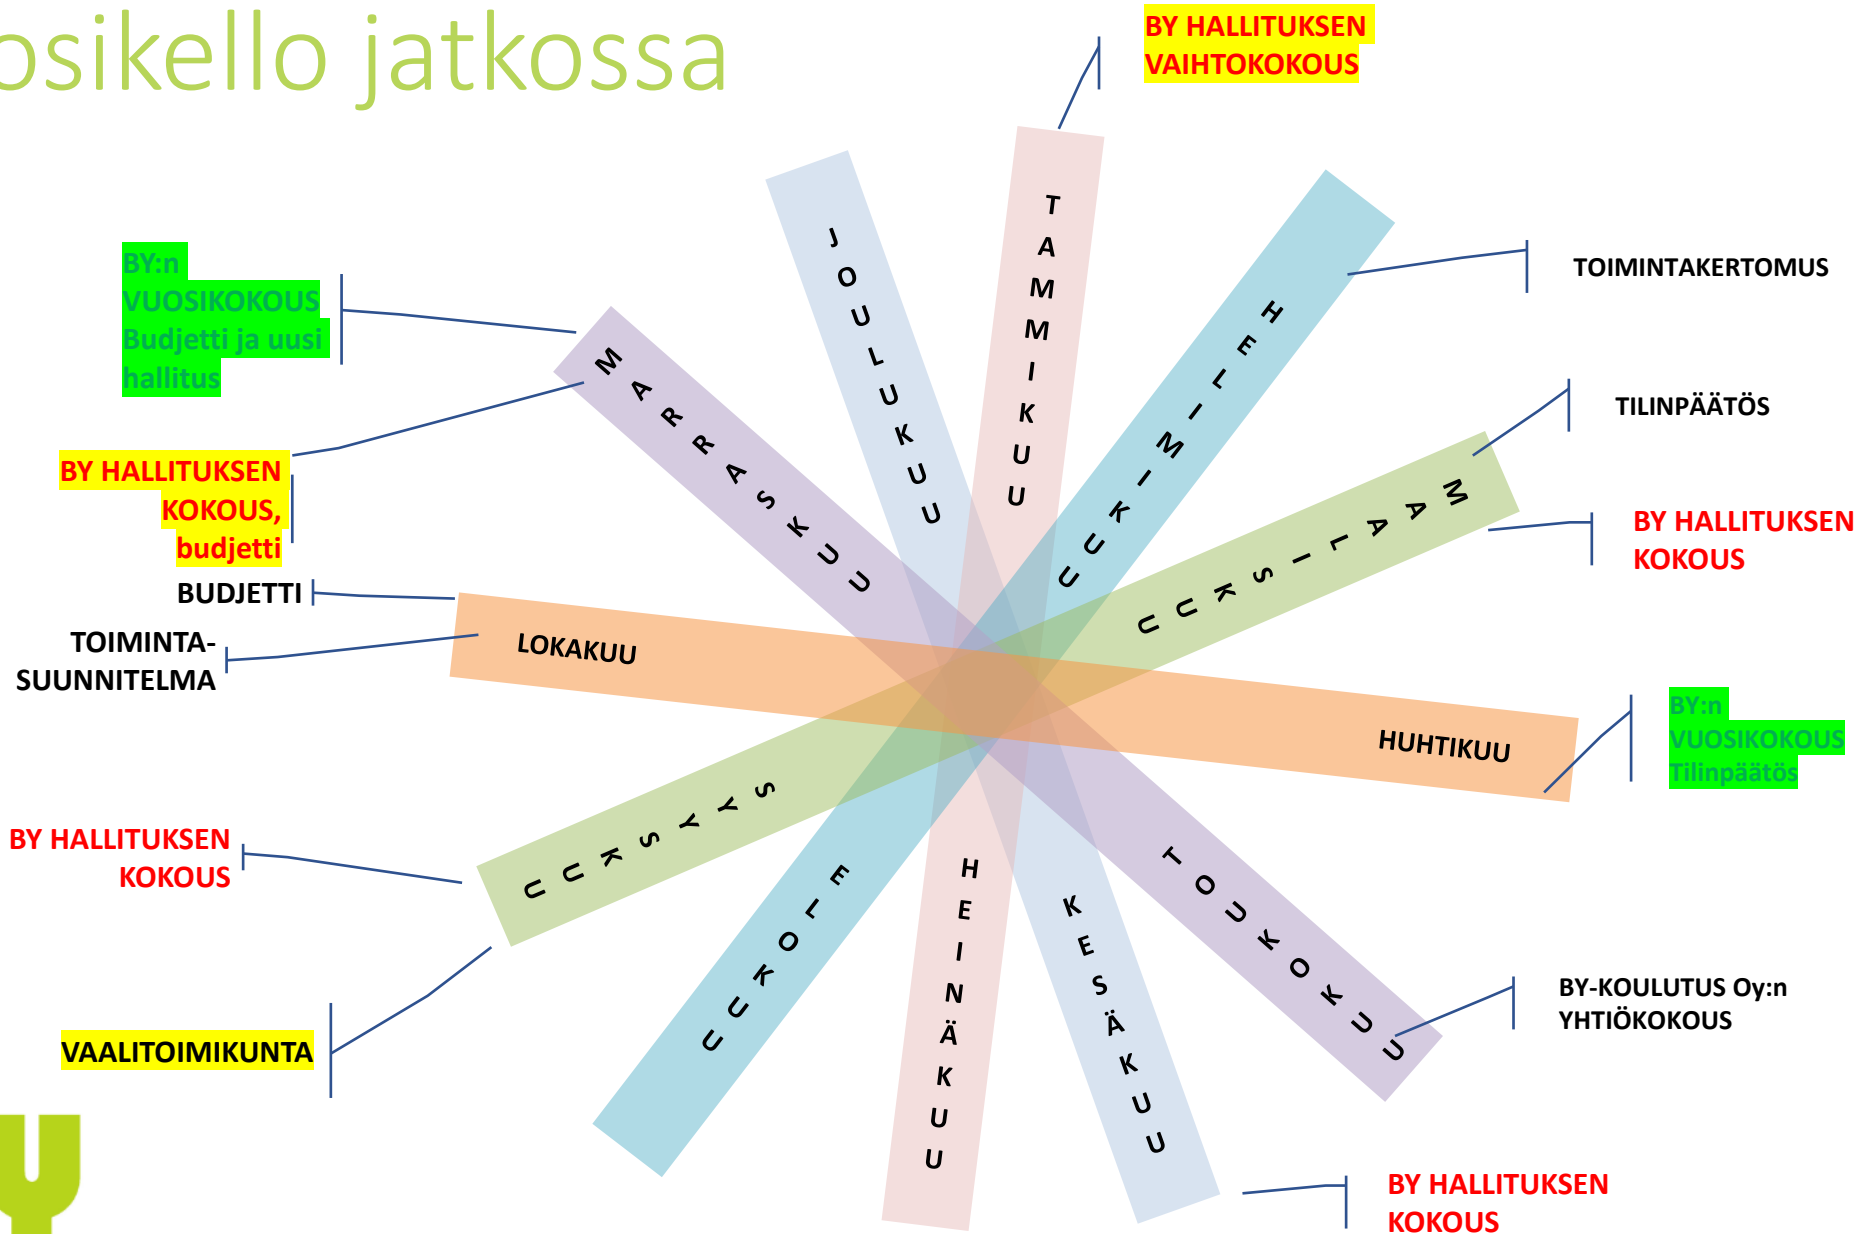 osikello jatkossa
BY HALLITUKSEN
VAIHTOKOKOUS
TAMMIKUU
HELMIKUU
TOIMINTAKERTOMUS
MAALISKUU
TILINPÄÄTÖS
BY HALLITUKSEN
KOKOUS
HUHTIKUU
BY:n
VUOSIKOKOUS
Tilinpäätös
TOUKOKUU
BY-KOULUTUS Oy:n
YHTIÖKOKOUS
KESÄKUU
BY HALLITUKSEN
KOKOUS
HEINÄKUU
ELOKUU
SYYSKUU
VAALITOIMIKUNTA
BY HALLITUKSEN
KOKOUS
LOKAKUU
TOIMINTA-
SUUNNITELMA
BUDJETTI
MARRASKUU
BY HALLITUKSEN
KOKOUS,
budjetti
BY:n
VUOSIKOKOUS
Budjetti ja uusi
hallitus
JOULUKUU